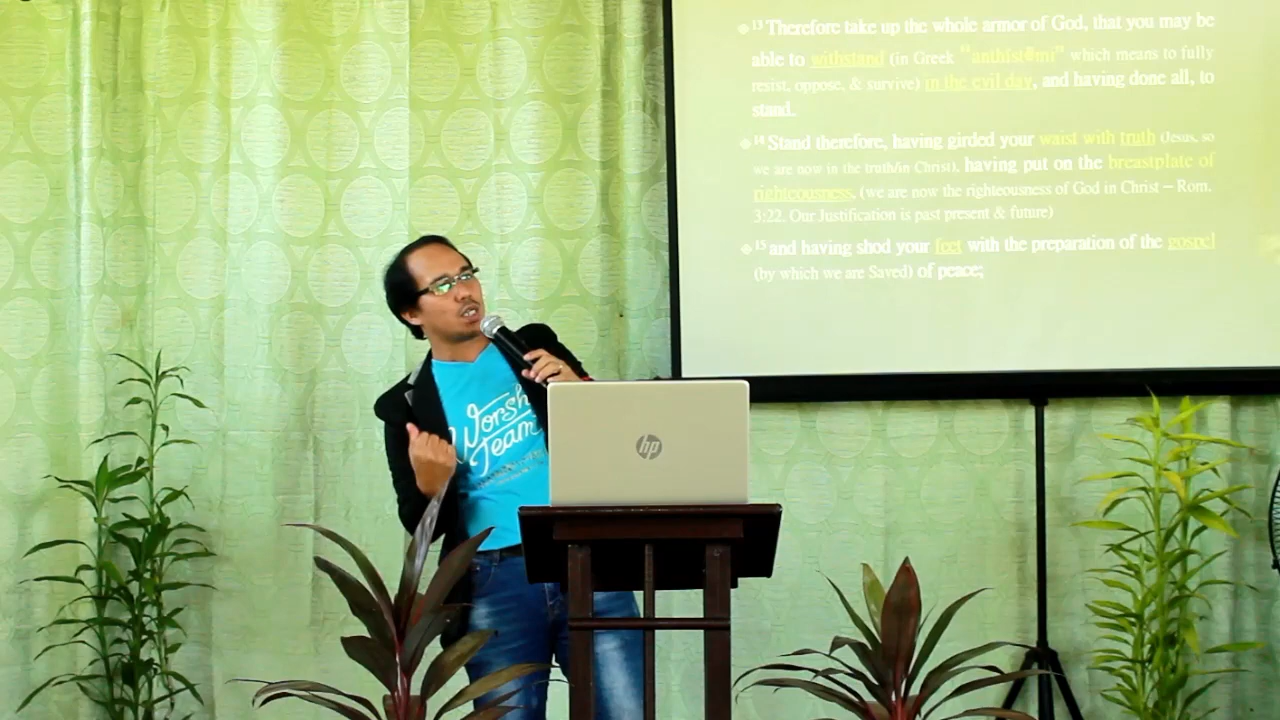 13 Therefore take up the whole armor of God, that you may be
able to withstand (in Greek "anthistēmi" which means to fully
resist, oppose, & survive) in the evil day, and having done all, to
stand.
14 Stand therefore, having girded your waist with truth (Jesus, so
we are now in the truth/in Christ), having put on the breastplate of
righteousness, (we are now the righteousness of God in Christ – Rom.
3:22. Our Justification is past present & future)
15 and having shod your feet with the preparation of the gospel
(by which we are Saved) of peace;
Worsh
Team
hp